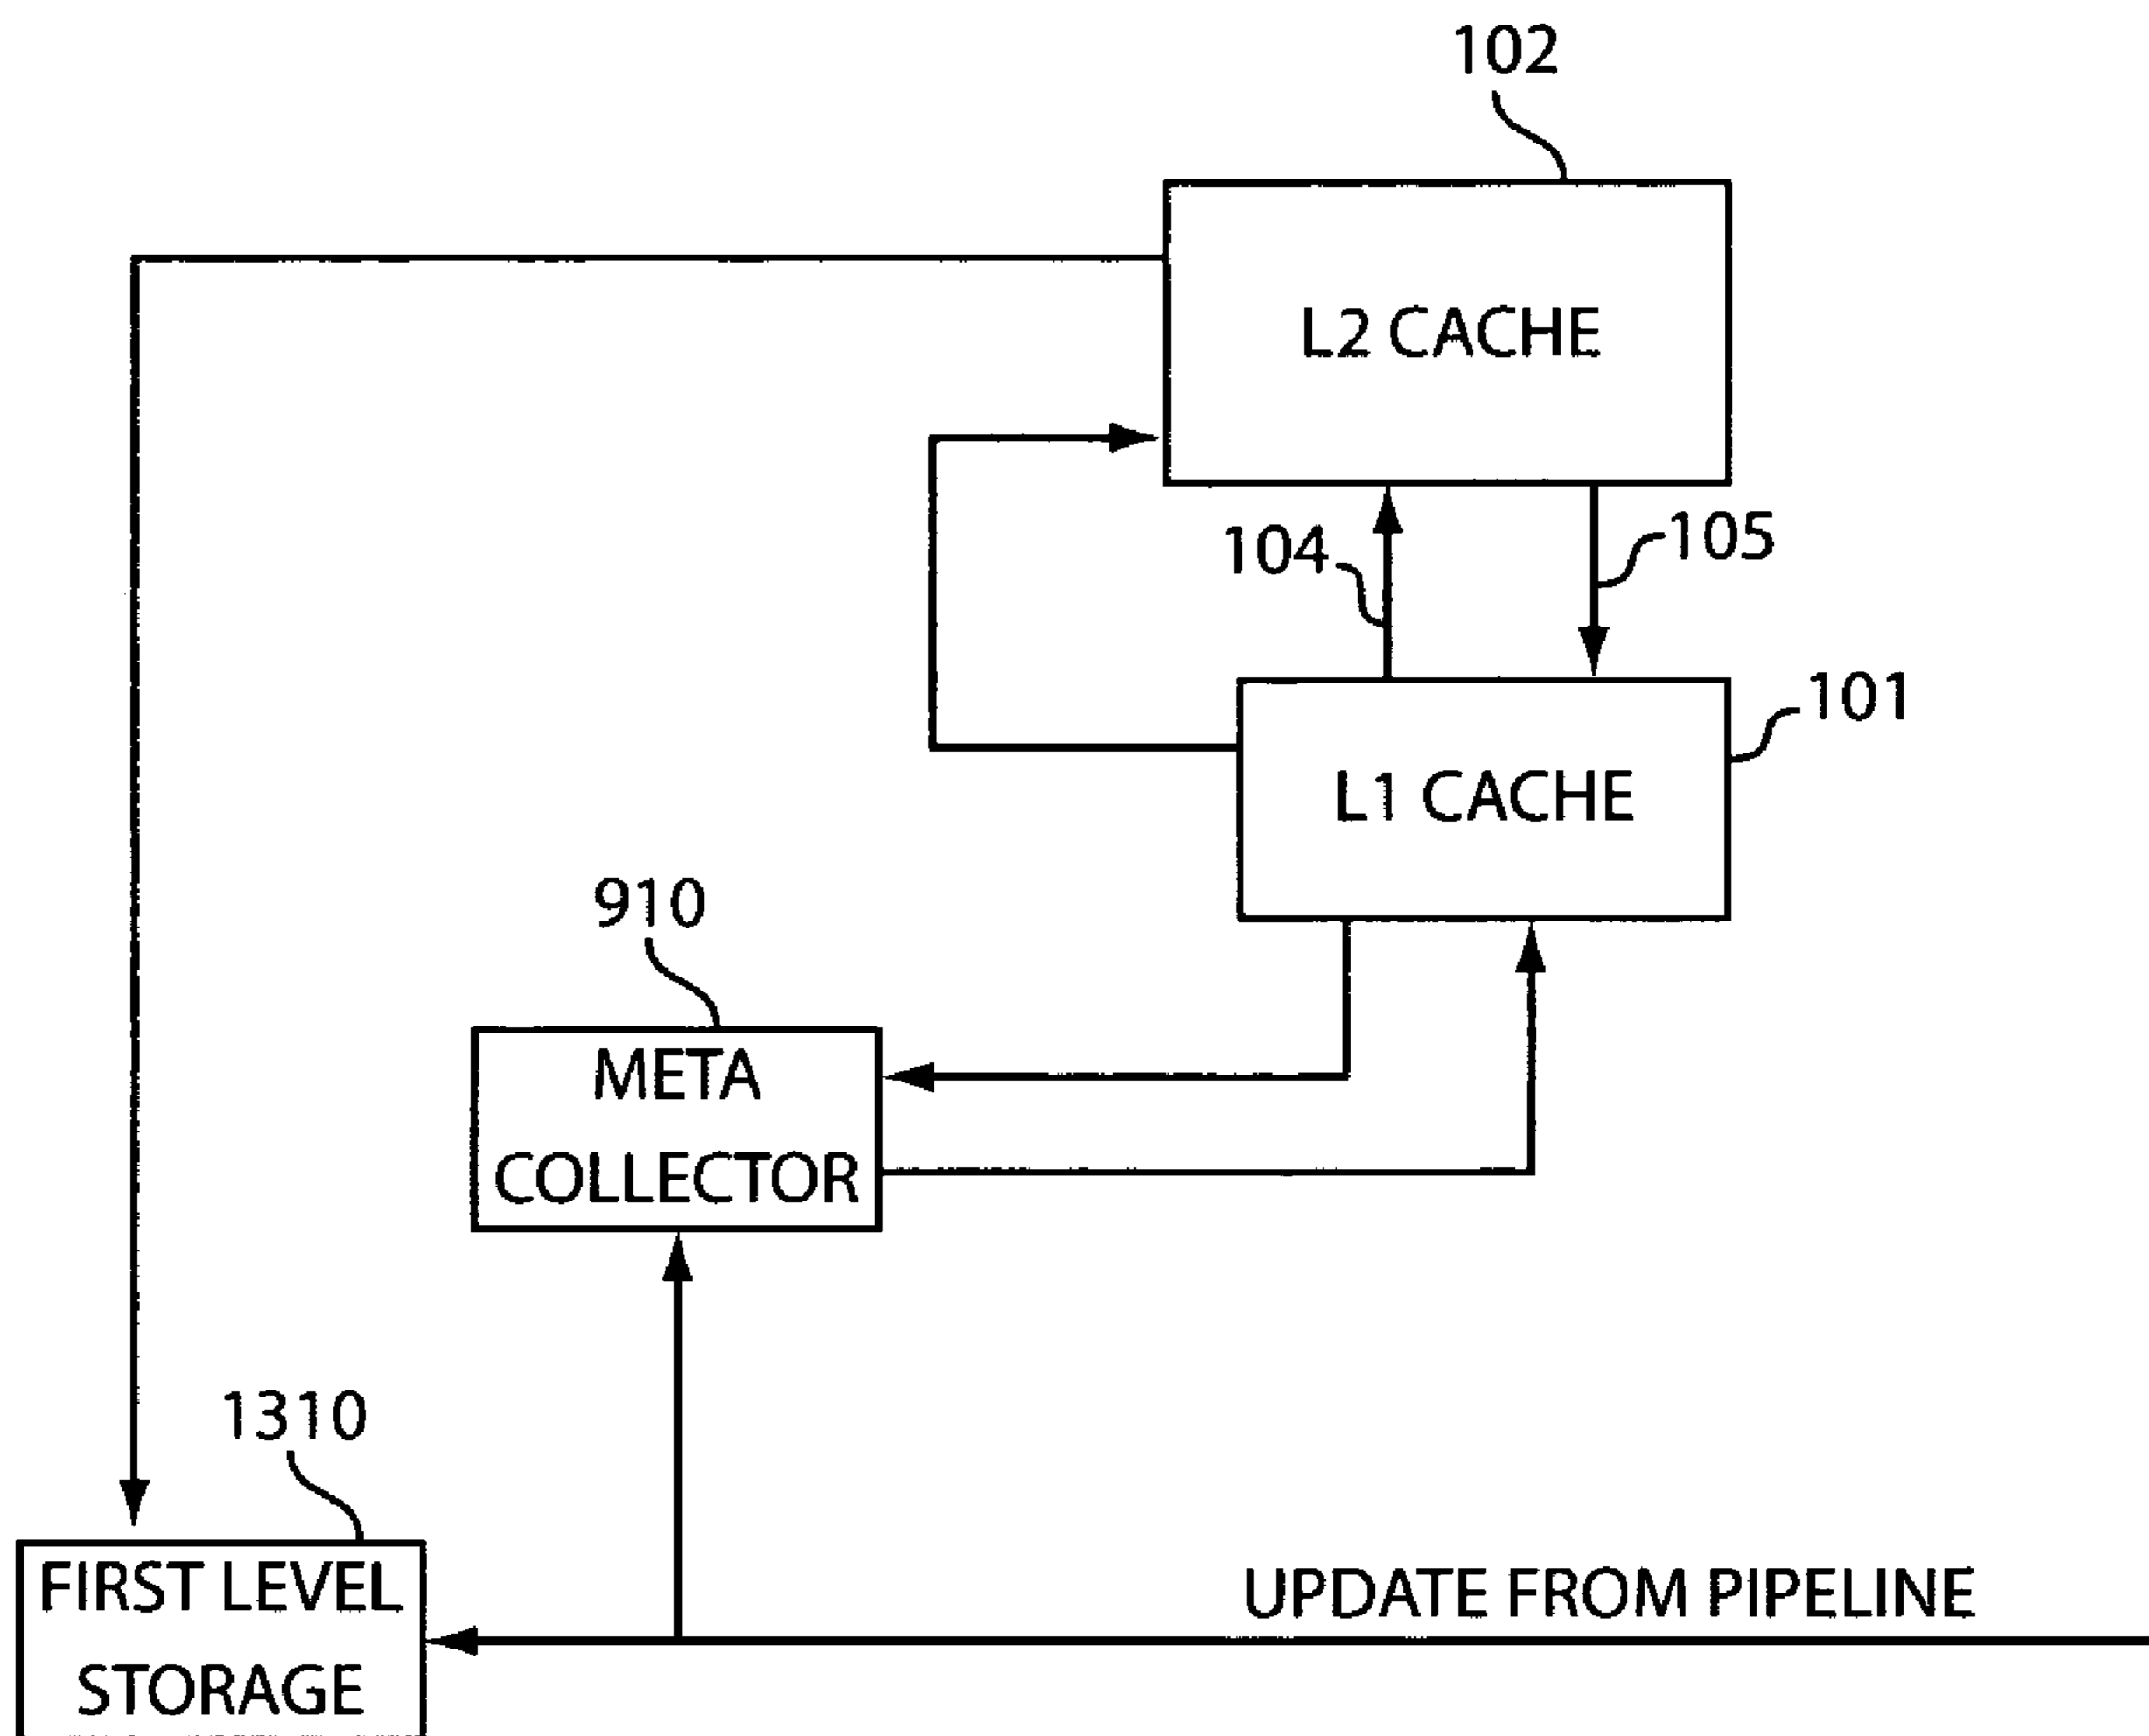 102
L2 CACHE
104
105
101
L1 CACHE
910
META
COLLECTOR
1310
FIRST LEVEL
STORAGE
UPDATE FROM PIPELINE